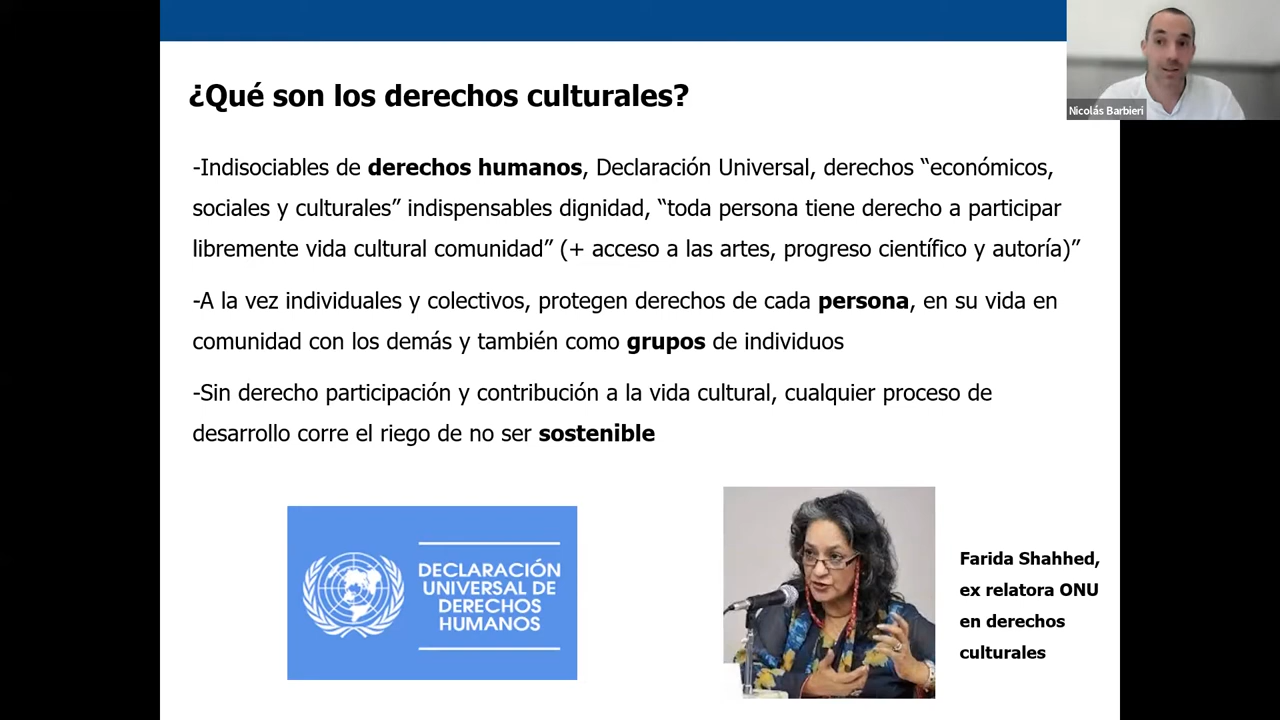 ¿Qué son los derechos culturales?
Nicolás Barbieri
-Indisociables de derechos humanos, Declaración Universal, derechos “económicos,
sociales y culturales” indispensables dignidad, “toda persona tiene derecho a participar
libremente vida cultural comunidad” (+ acceso a las artes, progreso científico y autoría)”
-A la vez individuales y colectivos, protegen derechos de cada persona, en su vida en
comunidad con los demás y también como grupos de individuos
-Sin derecho participación y contribución a la vida cultural, cualquier proceso de
desarrollo corre el riego de no ser sostenible
DECLARACIÓN
UNIVERSAL DE
DERECHOS
HUMANOS
Farida Shahhed,
ex relatora ONU
en derechos
culturales